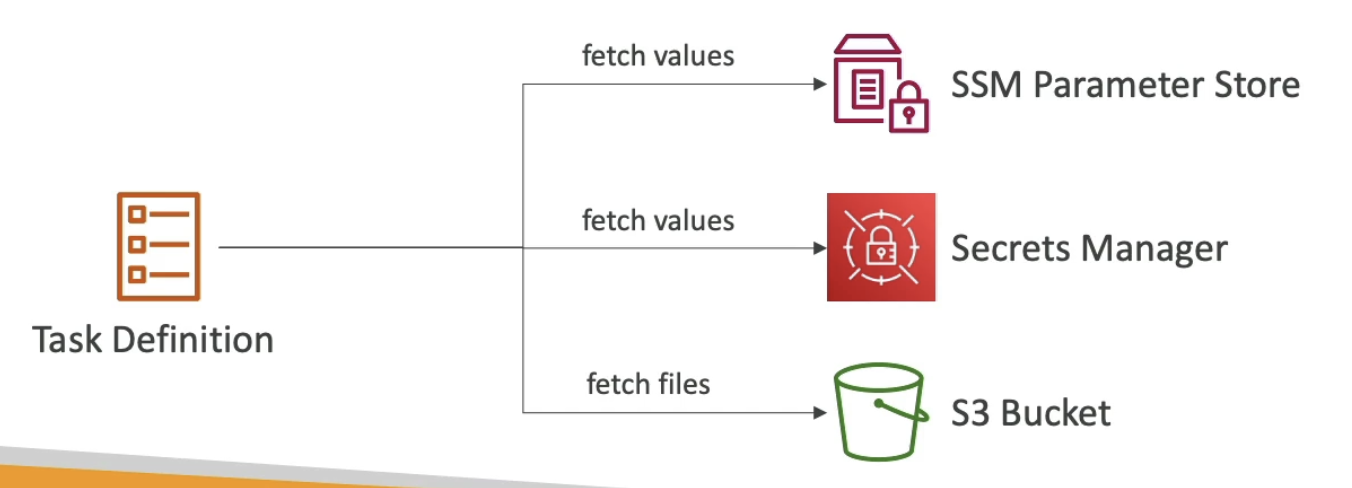 fetch values
SSM Parameter Store
fetch values
Secrets Manager
Task Definition
fetch files
S3 Bucket